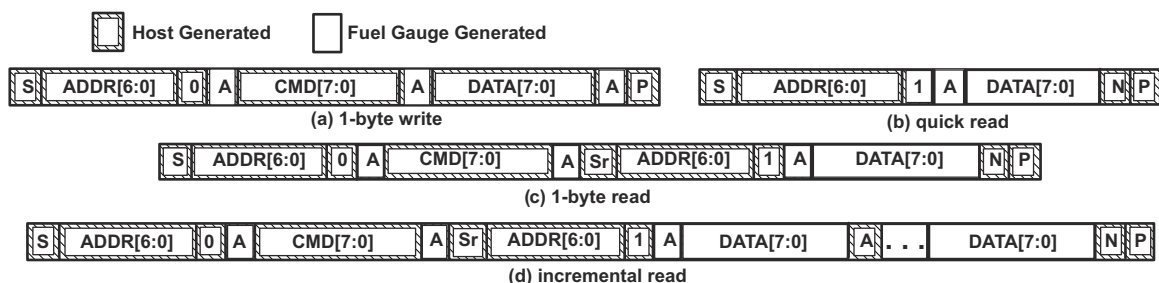 Host Generated Fuel Gauge Generated
S ADDR[6:0] 0 A CMD[7:0] A DATA[7:0] A P
(a) 1-byte write
S ADDR[6:0] 1 A DATA[7:0] N P
(b) quick read
S ADDR[6:0] 0 A CMD[7:0] A Sr ADDR[6:0] 1 A DATA[7:0] N P
(c) 1-byte read
S ADDR[6:0] 0 A CMD[7:0] A Sr ADDR[6:0] 1 A DATA[7:0] A . . . DATA[7:0] N P
(d) incremental read